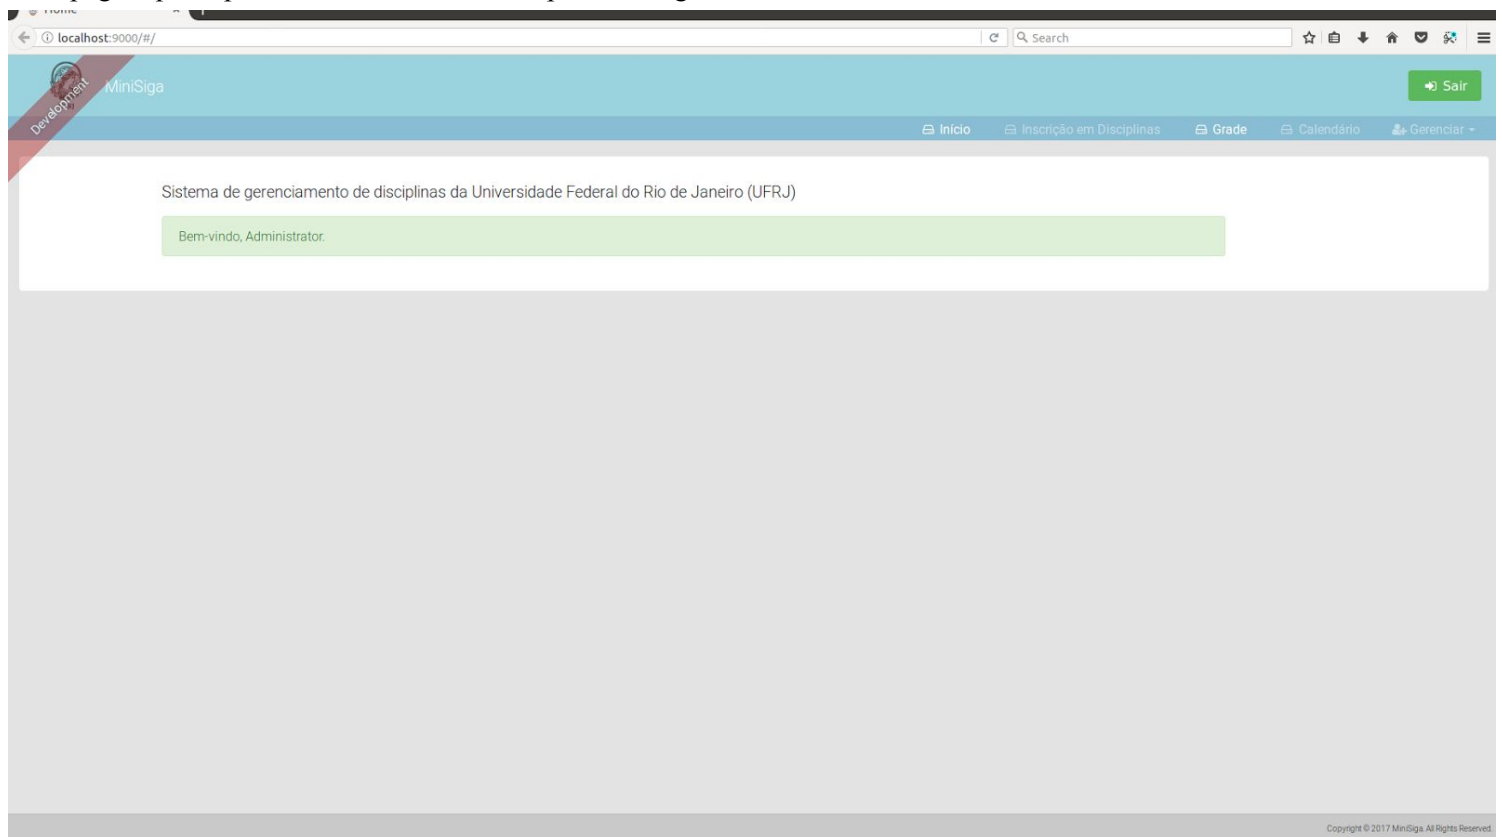 Home
localhost:9000/#/
Search
Development
MiniSiga
Sair
Início
Inscrição em Disciplinas
Grade
Calendário
Gerenciar
Sistema de gerenciamento de disciplinas da Universidade Federal do Rio de Janeiro (UFRJ)
Bem-vindo, Administrator.
Copyright © 2017 MiniSiga. All Rights Reserved.